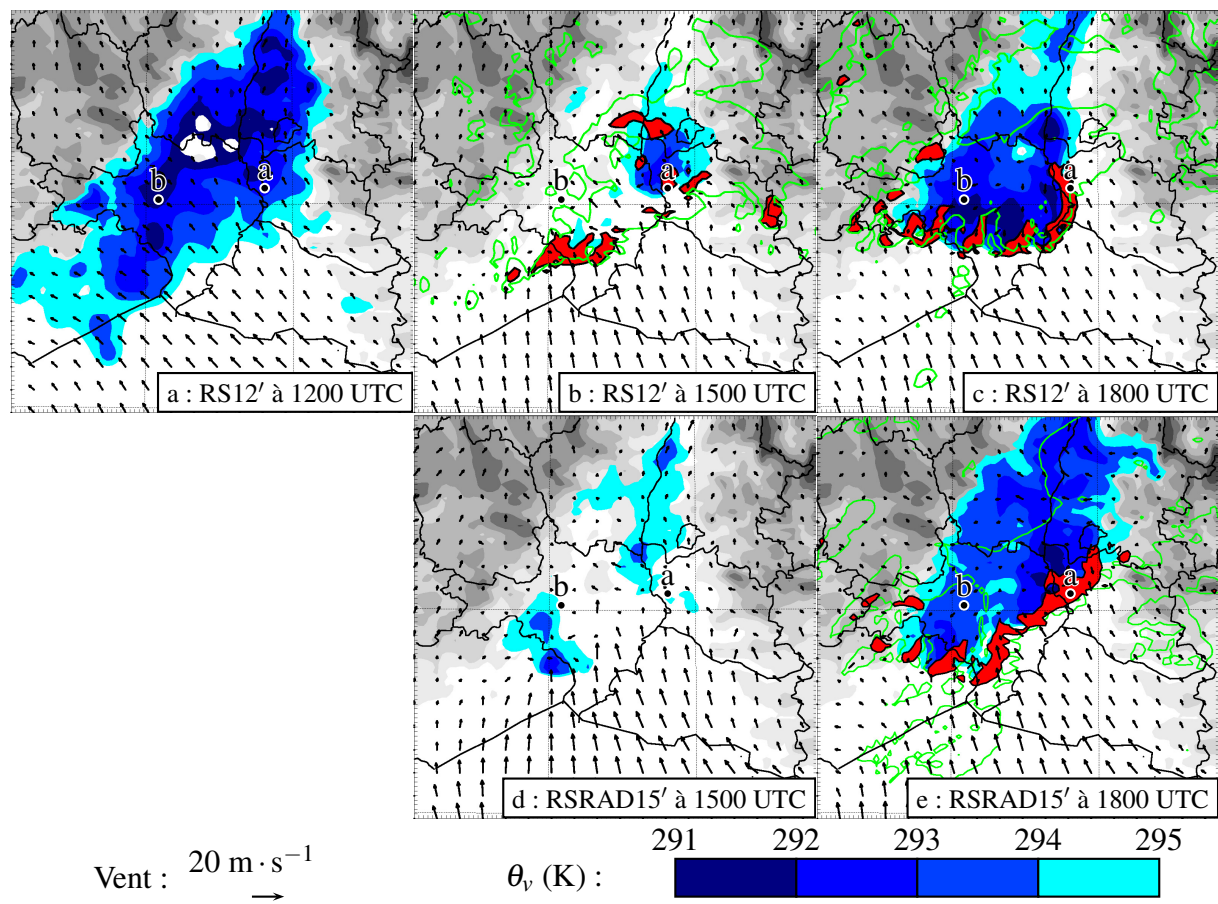 b
a
a : RS12′ à 1200 UTC
b
a
b : RS12′ à 1500 UTC
b
a
c : RS12′ à 1800 UTC
b
a
d : RSRAD15′ à 1500 UTC
b
a
e : RSRAD15′ à 1800 UTC
Vent : 20 m · s⁻¹
θᵥ (K) :
291 292 293 294 295